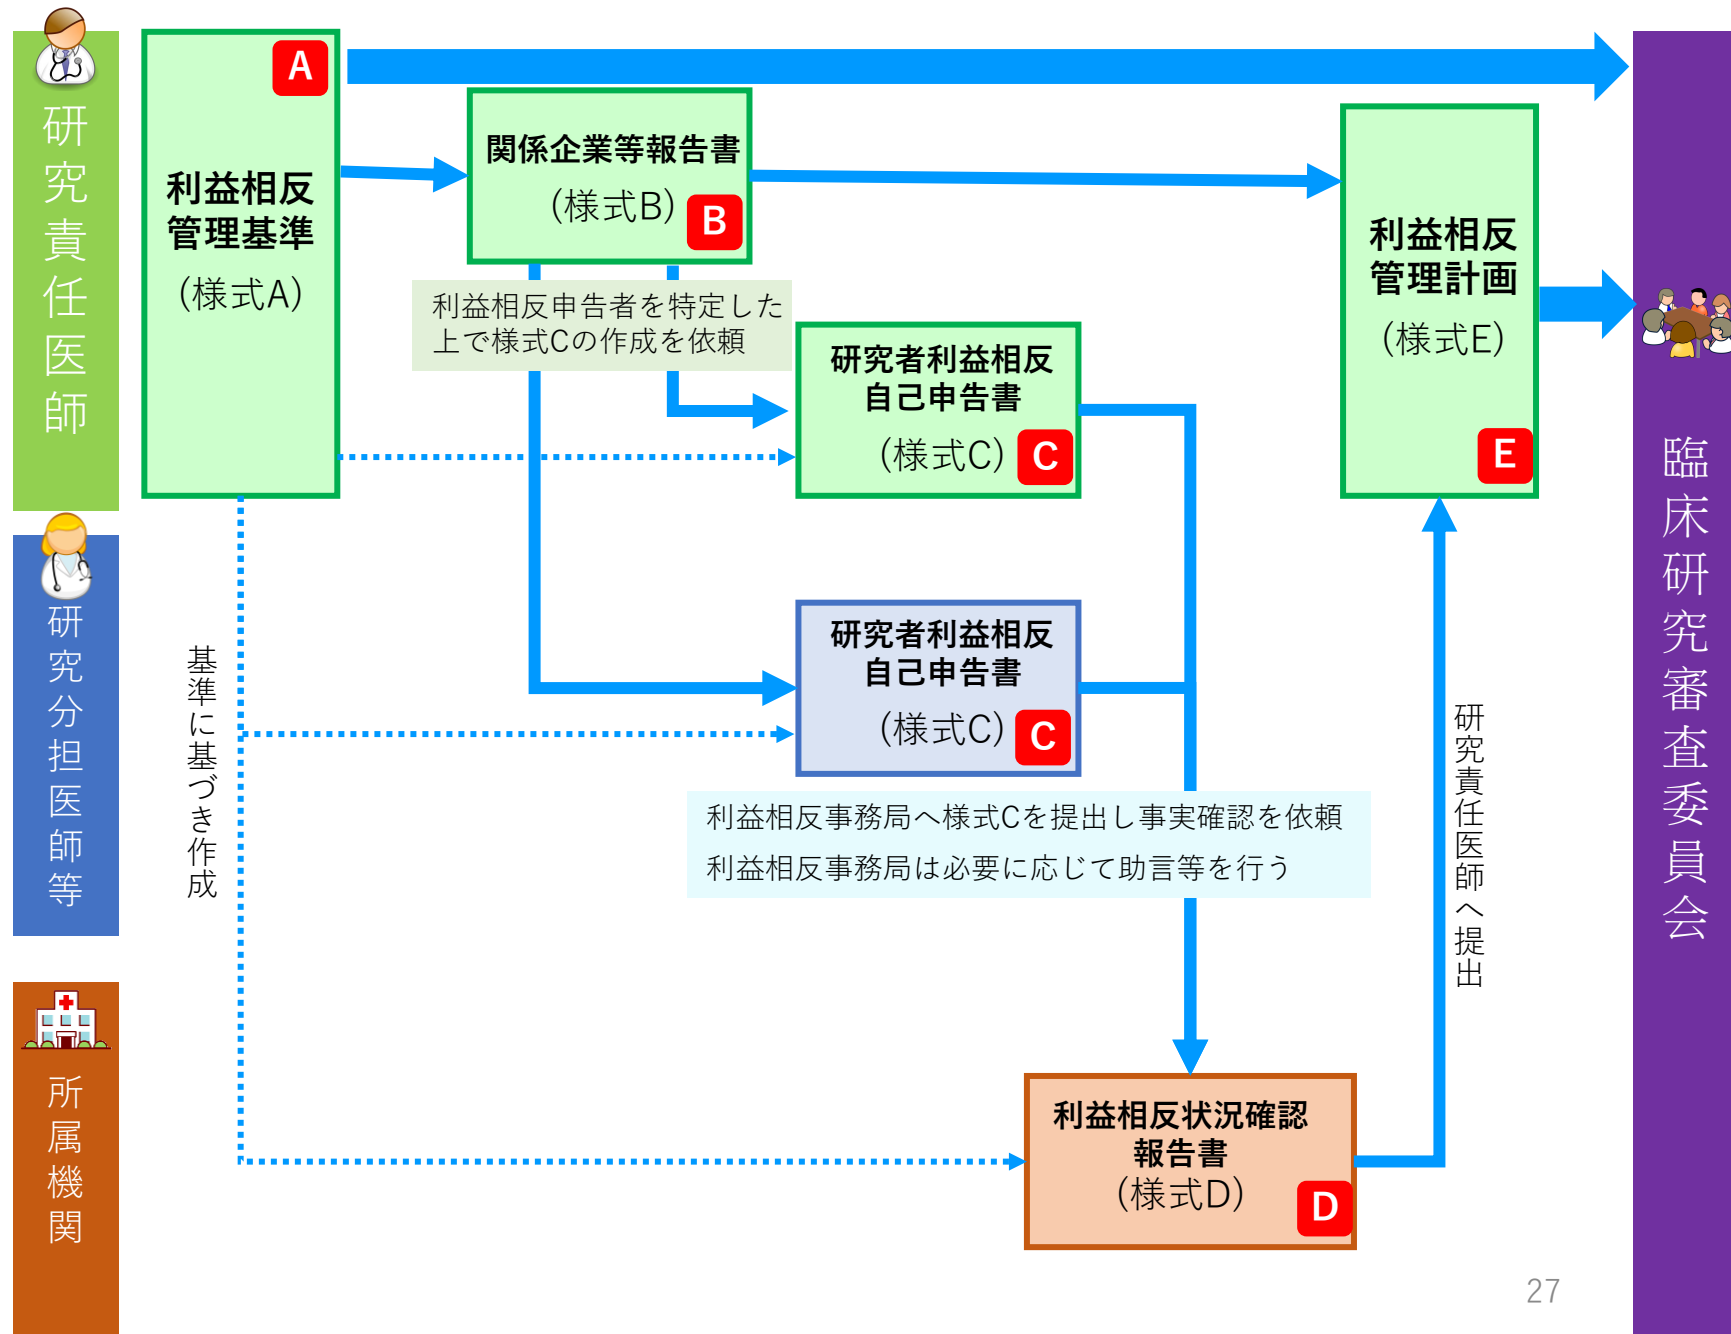 研究責任医師
研究分担医師等
所属機関
A
利益相反
管理基準
(様式A)
関係企業等報告書
(様式B)
B
利益相反申告者を特定した
上で様式Cの作成を依頼
研究者利益相反
自己申告書
(様式C)
C
研究者利益相反
自己申告書
(様式C)
C
基準に基づき作成
利益相反事務局へ様式Cを提出し事実確認を依頼
利益相反事務局は必要に応じて助言等を行う
利益相反状況確認
報告書
(様式D)
D
研究責任医師へ提出
利益相反
管理計画
(様式E)
E
臨床研究審査委員会
27